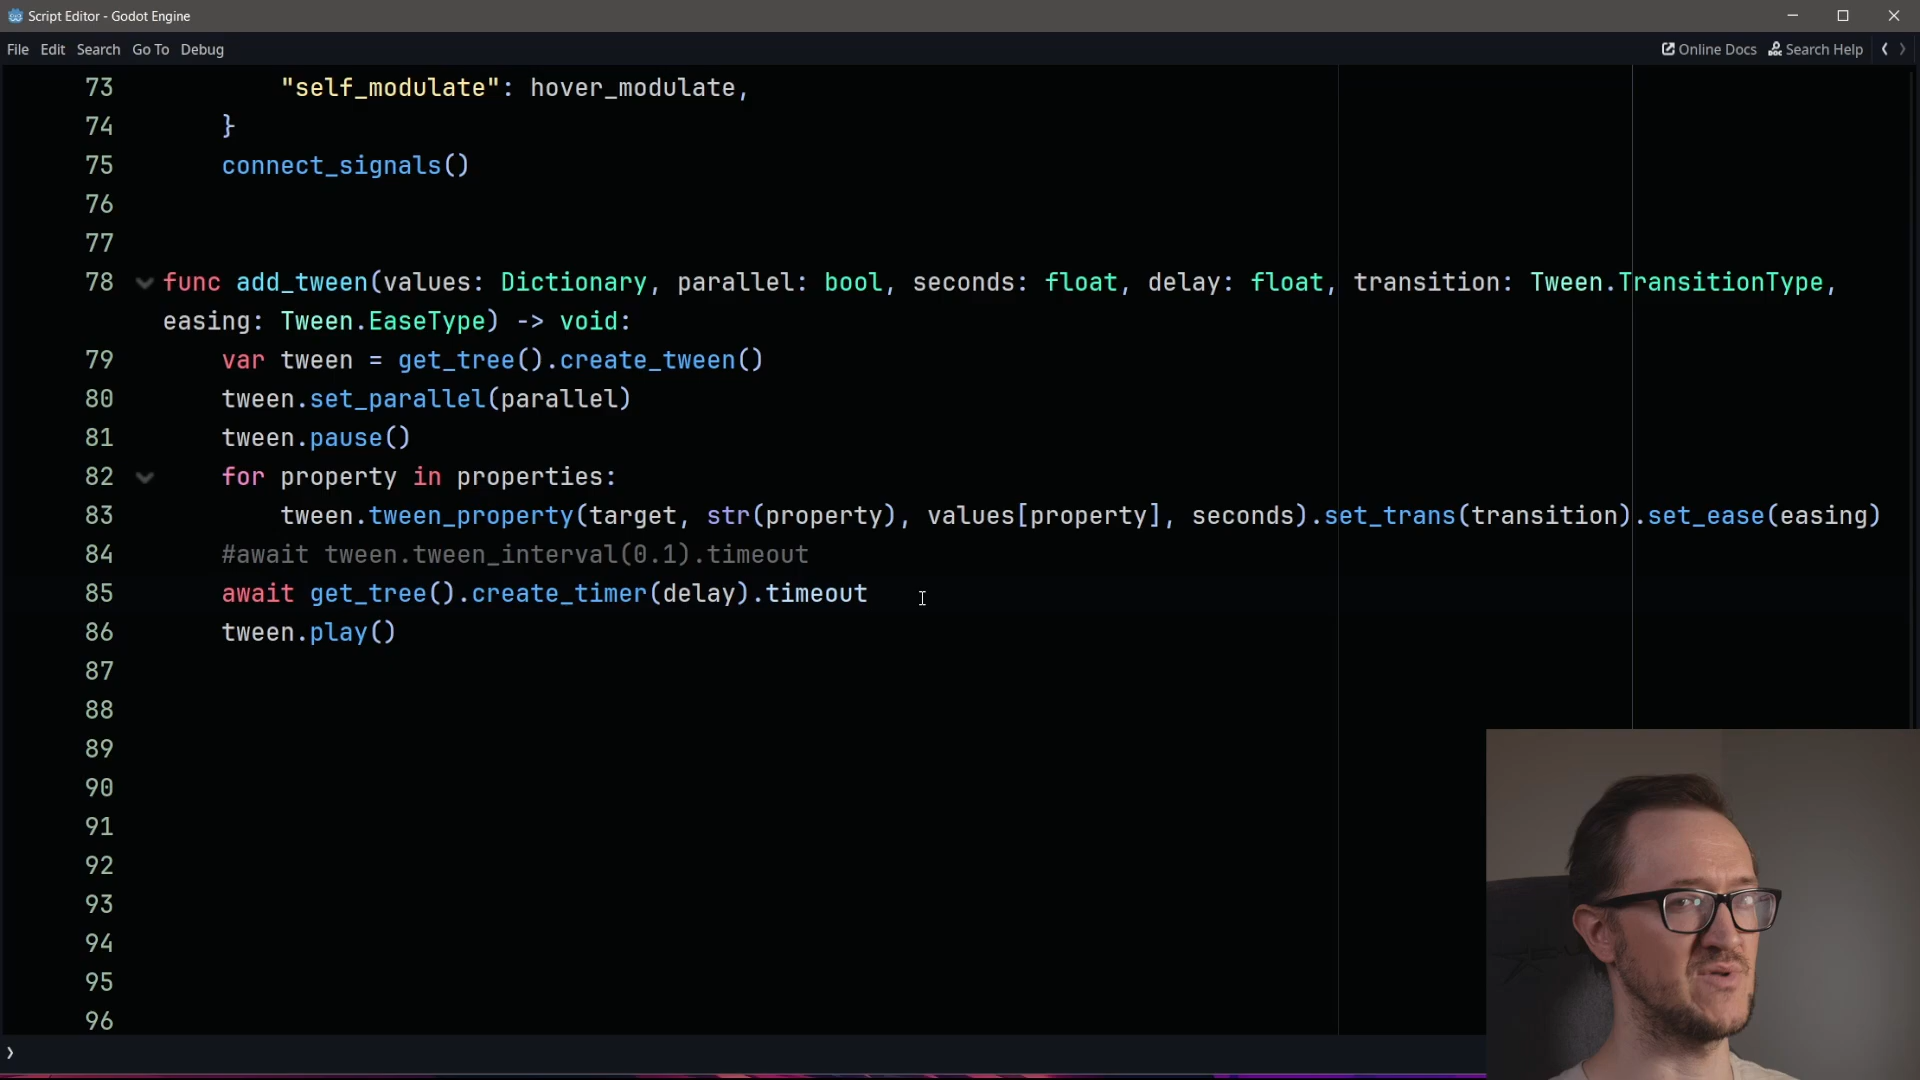 Script Editor - Godot Engine
File Edit Search Go To Debug
Online Docs Search Help
73 "self_modulate": hover_modulate,
74 }
75 connect_signals()
76
77
78 func add_tween(values: Dictionary, parallel: bool, seconds: float, delay: float, transition: Tween.TransitionType,
easing: Tween.EaseType) -> void:
79 var tween = get_tree().create_tween()
80 tween.set_parallel(parallel)
81 tween.pause()
82 for property in properties:
83 tween.tween_property(target, str(property), values[property], seconds).set_trans(transition).set_ease(easing)
84 #await tween.tween_interval(0.1).timeout
85 await get_tree().create_timer(delay).timeout
86 tween.play()
87
88
89
90
91
92
93
94
95
96